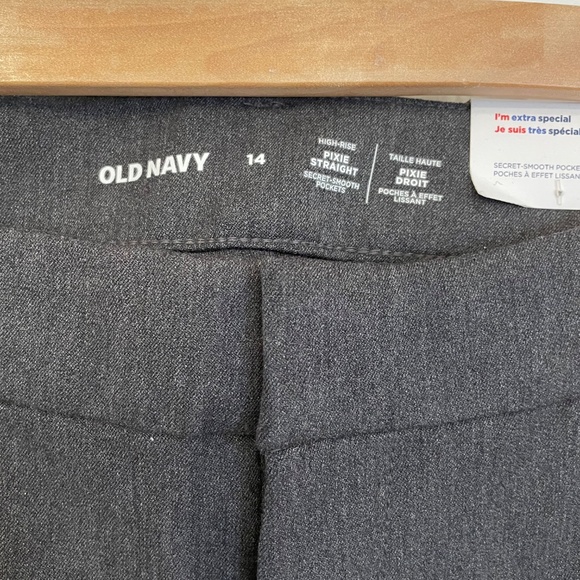 OLD NAVY
14
HIGH-RISE
PIXIE
STRAIGHT
SECRET-SMOOTH
POCKETS
TAILLE HAUTE
PIXIE
DROIT
POCHES À EFFET
LISSANT
I'm extra special
Je suis très spécial
SECRET-SMOOTH POCKE
POCHES À EFFET LISSAN